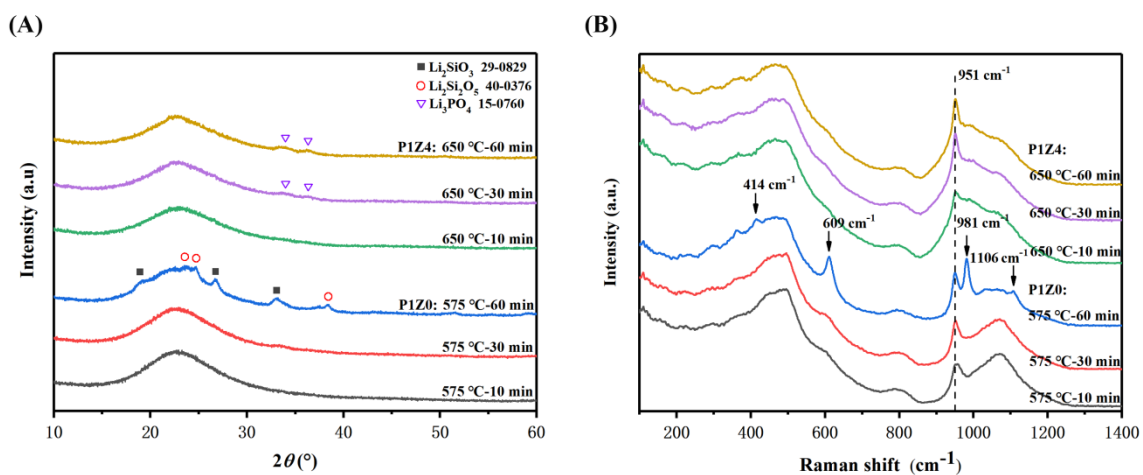 (A)
(B)
■ Li₂SiO₃ 29-0829
○ Li₂Si₂O₅ 40-0376
▽ Li₃PO₄ 15-0760
P1Z4: 650 ℃-60 min
650 ℃-30 min
650 ℃-10 min
P1Z0: 575 ℃-60 min
575 ℃-30 min
575 ℃-10 min
Intensity (a.u)
10 20 30 40 50 60
2θ (°)
951 cm⁻¹
P1Z4:
650 ℃-60 min
650 ℃-30 min
414 cm⁻¹
609 cm⁻¹
981 cm⁻¹
650 ℃-10 min
1106 cm⁻¹
P1Z0:
575 ℃-60 min
575 ℃-30 min
575 ℃-10 min
Intensity (a.u.)
200 400 600 800 1000 1200 1400
Raman shift (cm⁻¹)